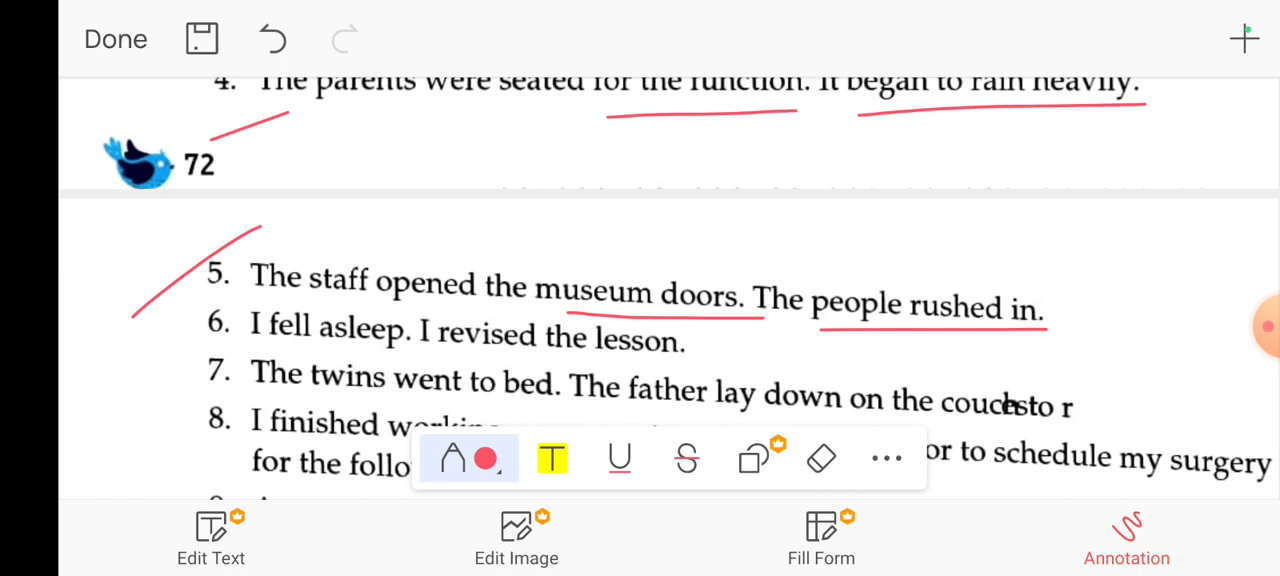 Done
4. The parents were seated for the function. It began to rain heavily.
72
5. The staff opened the museum doors. The people rushed in.
6. I fell asleep. I revised the lesson.
7. The twins went to bed. The father lay down on the couch to r
8. I finished
or to schedule my surgery
for the follo
T
U
S
Edit Text
Edit Image
Fill Form
Annotation